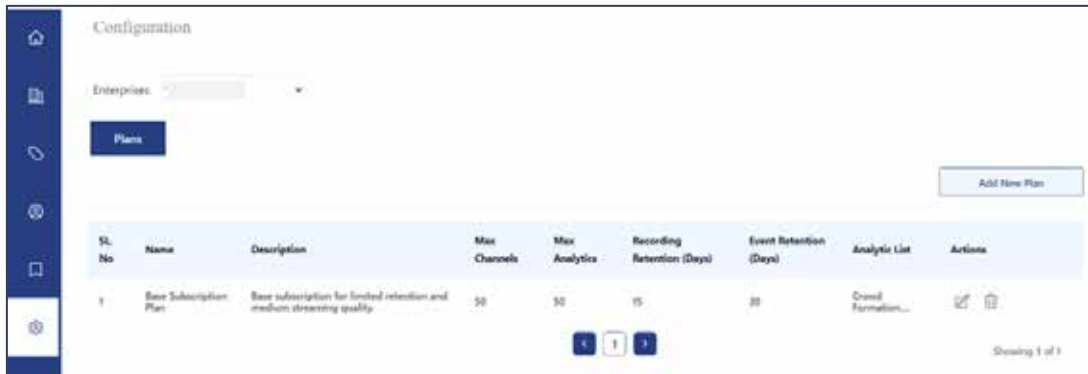 Configuration
Enterprises
Plans
Add New Plan
SL. No
Name
Description
Max Channels
Max Analytics
Recording Retention (Days)
Event Retention (Days)
Analytic List
Actions
1
Base Subscription Plan
Base subscription for limited retention and
medium streaming quality.
50
50
15
30
Crowd Formation...
1
Showing 1 of 1